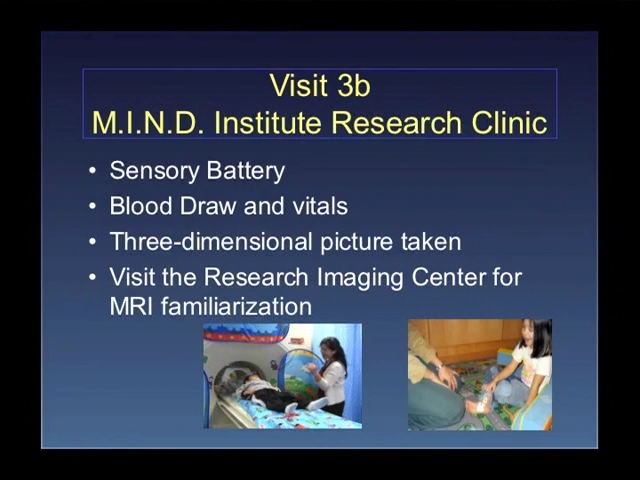 Visit 3b
M.I.N.D. Institute Research Clinic
• Sensory Battery
• Blood Draw and vitals
• Three-dimensional picture taken
• Visit the Research Imaging Center for
MRI familiarization